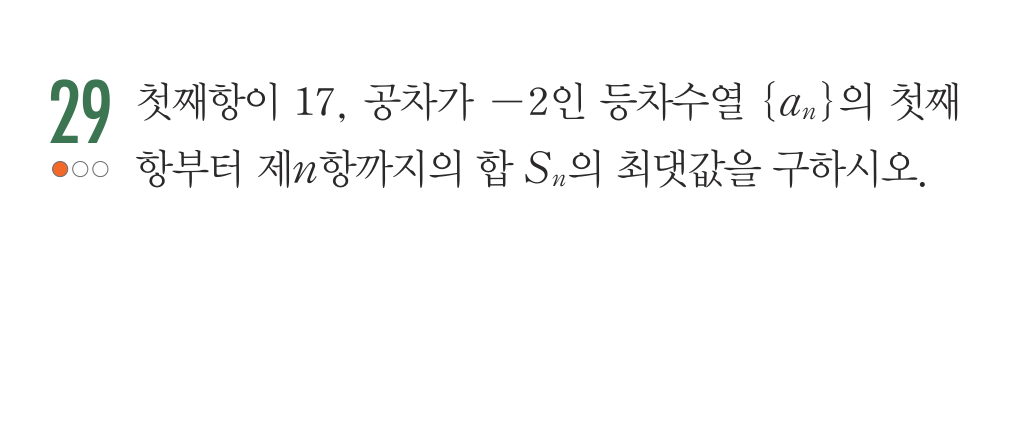 29 첫째항이 17, 공차가 −2인 등차수열 {aₙ}의 첫째
항부터 제n항까지의 합 Sₙ의 최댓값을 구하시오.